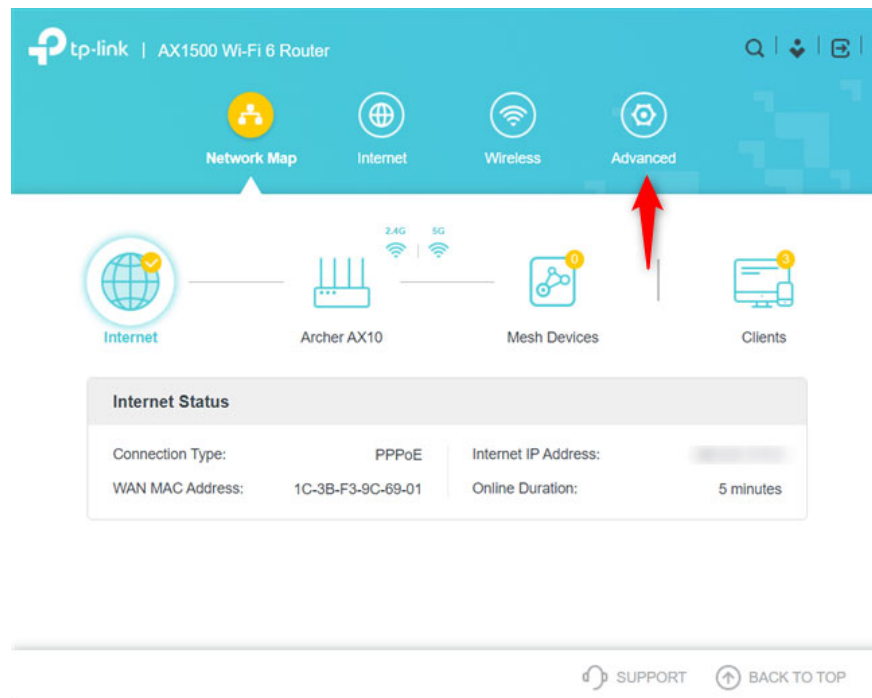 tp-link | AX1500 Wi-Fi 6 Router
Network Map Internet Wireless Advanced
2.4G 5G
0 3
Internet Archer AX10 Mesh Devices Clients
Internet Status
Connection Type: PPPoE Internet IP Address:
WAN MAC Address: 1C-3B-F3-9C-69-01 Online Duration: 5 minutes
SUPPORT BACK TO TOP